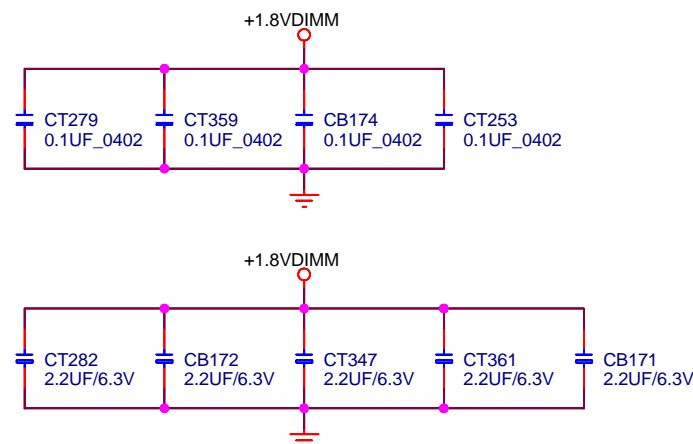 +1.8VDIMM
CT279
0.1UF_0402
CT359
0.1UF_0402
CB174
0.1UF_0402
CT253
0.1UF_0402
+1.8VDIMM
CT282
2.2UF/6.3V
CB172
2.2UF/6.3V
CT347
2.2UF/6.3V
CT361
2.2UF/6.3V
CB171
2.2UF/6.3V